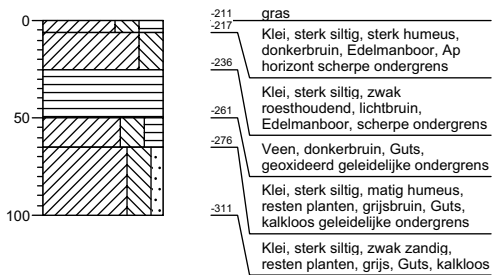 0
50
100
-211
gras
-217
Klei, sterk siltig, sterk humeus,
donkerbruin, Edelmanboor, Ap
horizont scherpe ondergrens
-236
Klei, sterk siltig, zwak
roesthoudend, lichtbruin,
Edelmanboor, scherpe ondergrens
-261
Veen, donkerbruin, Guts,
geoxideerd geleidelijke ondergrens
-276
Klei, sterk siltig, matig humeus,
resten planten, grijsbruin, Guts,
kalkloos geleidelijke ondergrens
-311
Klei, sterk siltig, zwak zandig,
resten planten, grijs, Guts, kalkloos